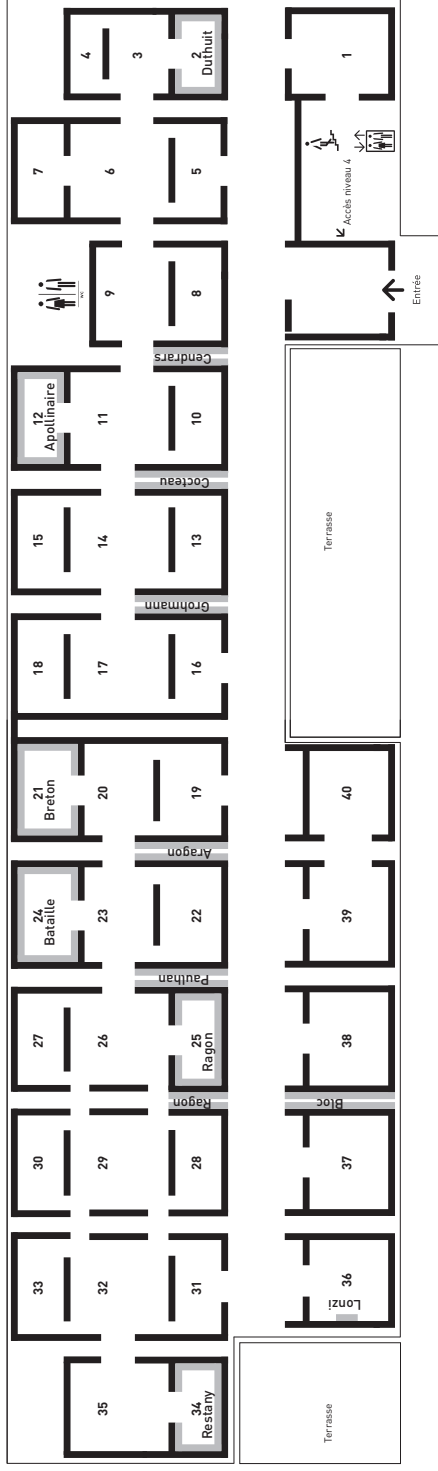 4
3
2
Duthuit
1
7
6
5
Accès niveau 4
wc
9
8
Entrée
Cendrars
12
Apollinaire
11
10
Cocteau
15
14
13
Terrasse
Grohmann
18
17
16
21
Breton
20
19
40
Aragon
24
Bataille
23
22
39
Paulhan
27
26
25
Ragon
38
Ragon
Bloc
30
29
28
37
33
32
31
36
Lonzi
35
34
Restany
Terrasse